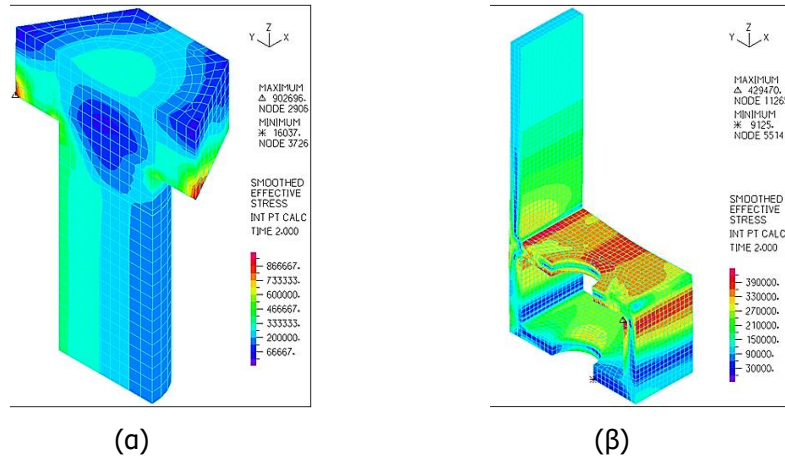 Z
Y X
MAXIMUM
Δ 902696.
NODE 2906
MINIMUM
* 16037.
NODE 3726
SMOOTHED
EFFECTIVE
STRESS
INT PT CALC
TIME 2.000
866667.
733333.
600000.
466667.
333333.
200000.
66667.
(α)
Z
Y X
MAXIMUM
Δ 429470.
NODE 11265
MINIMUM
* 9125.
NODE 5514
SMOOTHED
EFFECTIVE
STRESS
INT PT CALC
TIME 2.000
390000.
330000.
270000.
210000.
150000.
90000.
30000.
(β)